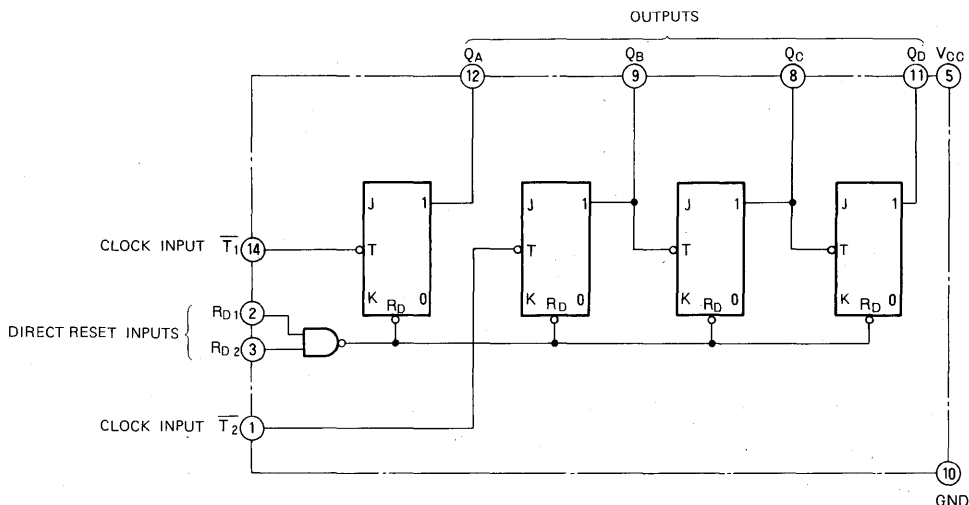 OUTPUTS
QA QB QC QD VCC
12 9 8 11 5
J 1 J 1 J 1 J 1
CLOCK INPUT T̅1 14 T T T T
RD1 2
K RD 0 K RD 0 K RD 0 K RD 0
DIRECT RESET INPUTS
RD2 3
CLOCK INPUT T̅2 1
10
GND